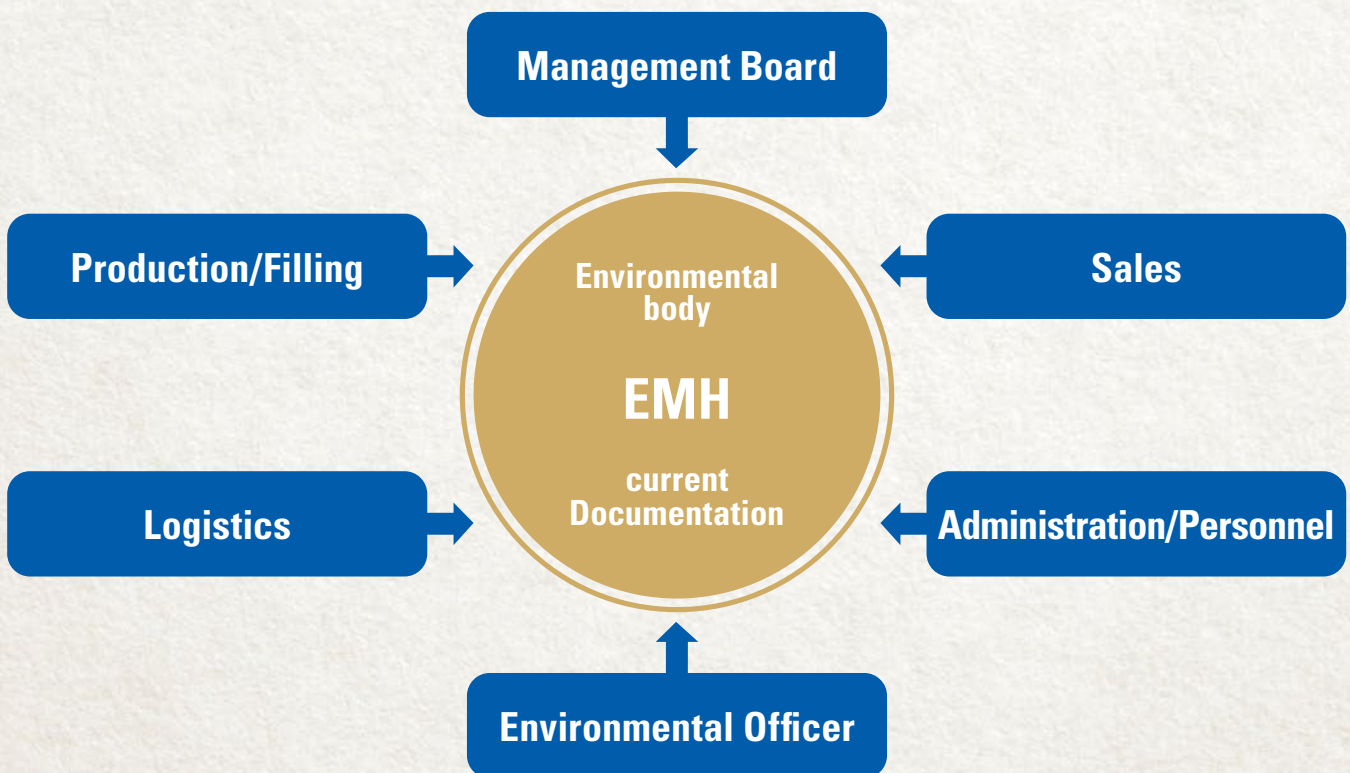 Management Board
Production/Filling
Sales
Environmental
body
EMH
current
Documentation
Logistics
Administration/Personnel
Environmental Officer